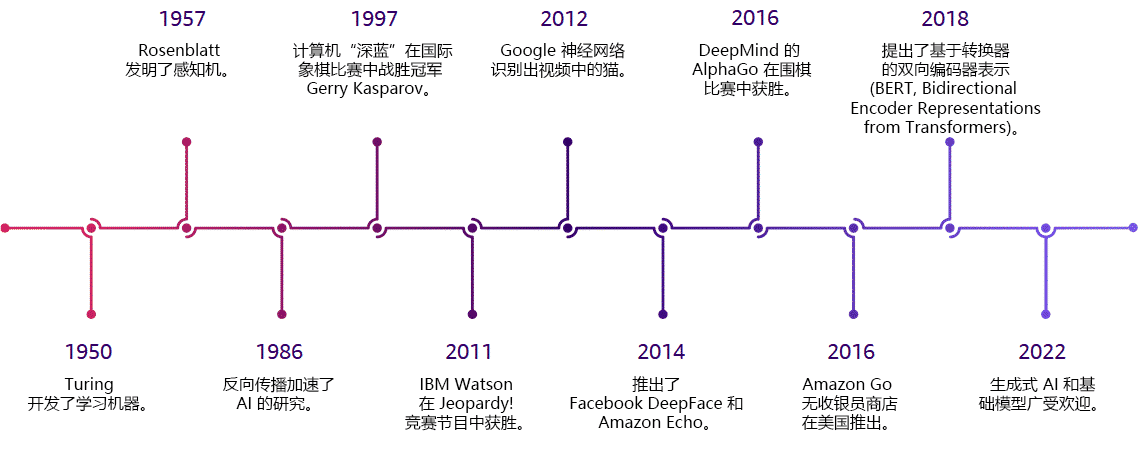 1957
Rosenblatt
发明了感知机。
1997
计算机“深蓝”在国际
象棋比赛中战胜冠军
Gerry Kasparov。
2012
Google 神经网络
识别出视频中的猫。
2016
DeepMind 的
AlphaGo 在围棋
比赛中获胜。
2018
提出了基于转换器
的双向编码器表示
(BERT, Bidirectional
Encoder Representations
from Transformers)。
1950
Turing
开发了学习机器。
1986
反向传播加速了
AI 的研究。
2011
IBM Watson
在 Jeopardy!
竞赛节目中获胜。
2014
推出了
Facebook DeepFace 和
Amazon Echo。
2016
Amazon Go
无收银员商店
在美国推出。
2022
生成式 AI 和基
础模型广受欢迎。